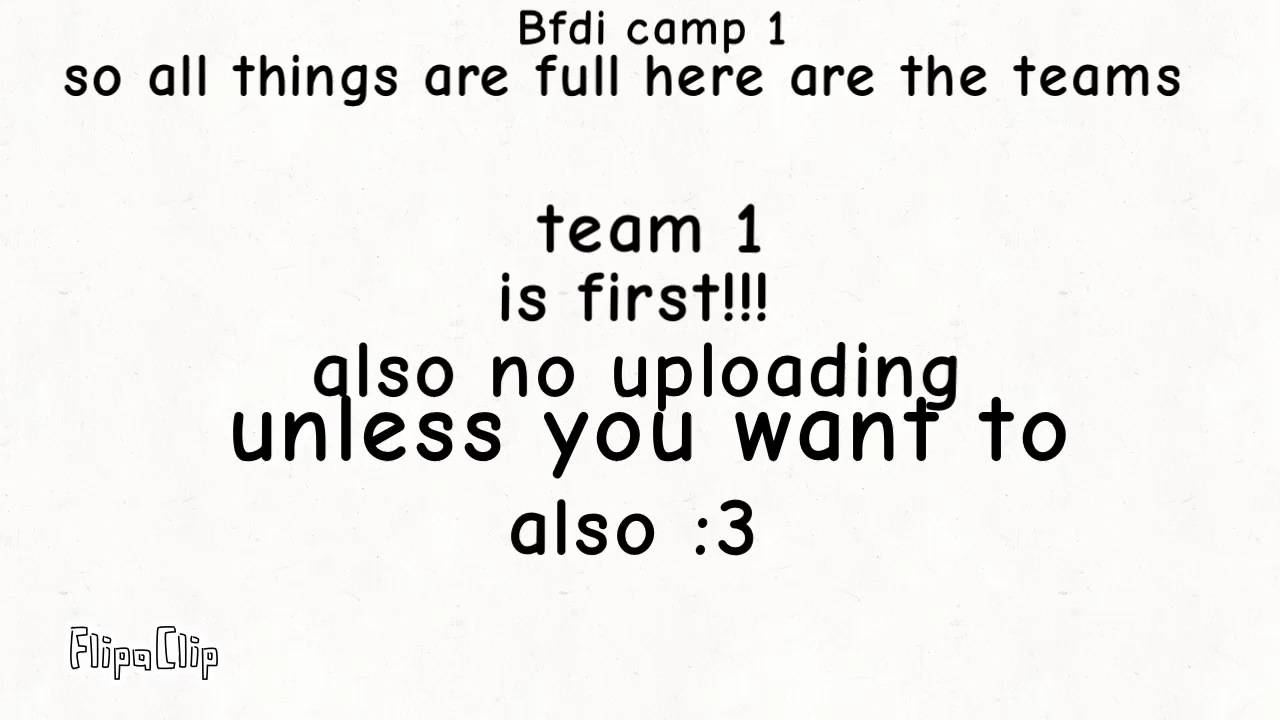 Bfdi camp 1
so all things are full here are the teams
team 1
is first!!!
also no uploading
unless you want to
also :3
FlipaClip